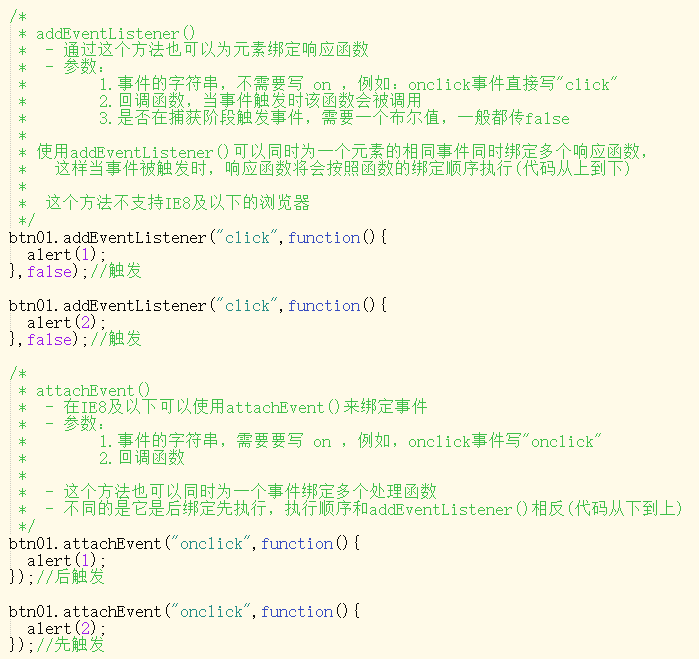 /*
 * addEventListener()
 *  - 通过这个方法也可以为元素绑定响应函数
 *  - 参数：
 *        1.事件的字符串，不需要写 on ，例如：onclick事件直接写"click"
 *        2.回调函数，当事件触发时该函数会被调用
 *        3.是否在捕获阶段触发事件，需要一个布尔值，一般都传false
 *
 * 使用addEventListener()可以同时为一个元素的相同事件同时绑定多个响应函数，
 *   这样当事件被触发时，响应函数将会按照函数的绑定顺序执行(代码从上到下)
 *
 *  这个方法不支持IE8及以下的浏览器
 */
btn01.addEventListener("click",function(){
  alert(1);
},false);//触发

btn01.addEventListener("click",function(){
  alert(2);
},false);//触发

/*
 * attachEvent()
 *  - 在IE8及以下可以使用attachEvent()来绑定事件
 *  - 参数：
 *        1.事件的字符串，需要要写 on ，例如，onclick事件写"onclick"
 *        2.回调函数
 *
 *  - 这个方法也可以同时为一个事件绑定多个处理函数
 *  - 不同的是它是后绑定先执行，执行顺序和addEventListener()相反(代码从下到上)
 */
btn01.attachEvent("onclick",function(){
  alert(1);
});//后触发

btn01.attachEvent("onclick",function(){
  alert(2);
});//先触发